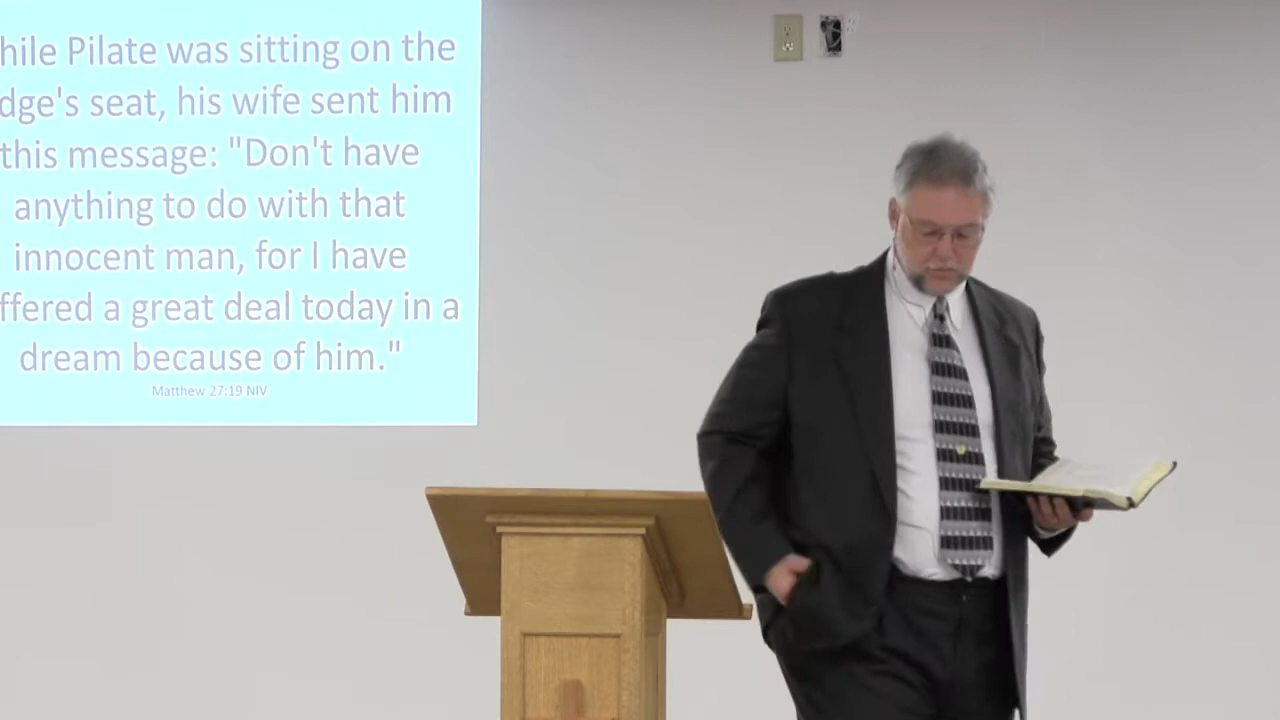 hile Pilate was sitting on the
dge's seat, his wife sent him
this message: "Don't have
anything to do with that
innocent man, for I have
ffered a great deal today in a
dream because of him."
Matthew 27:19 NIV